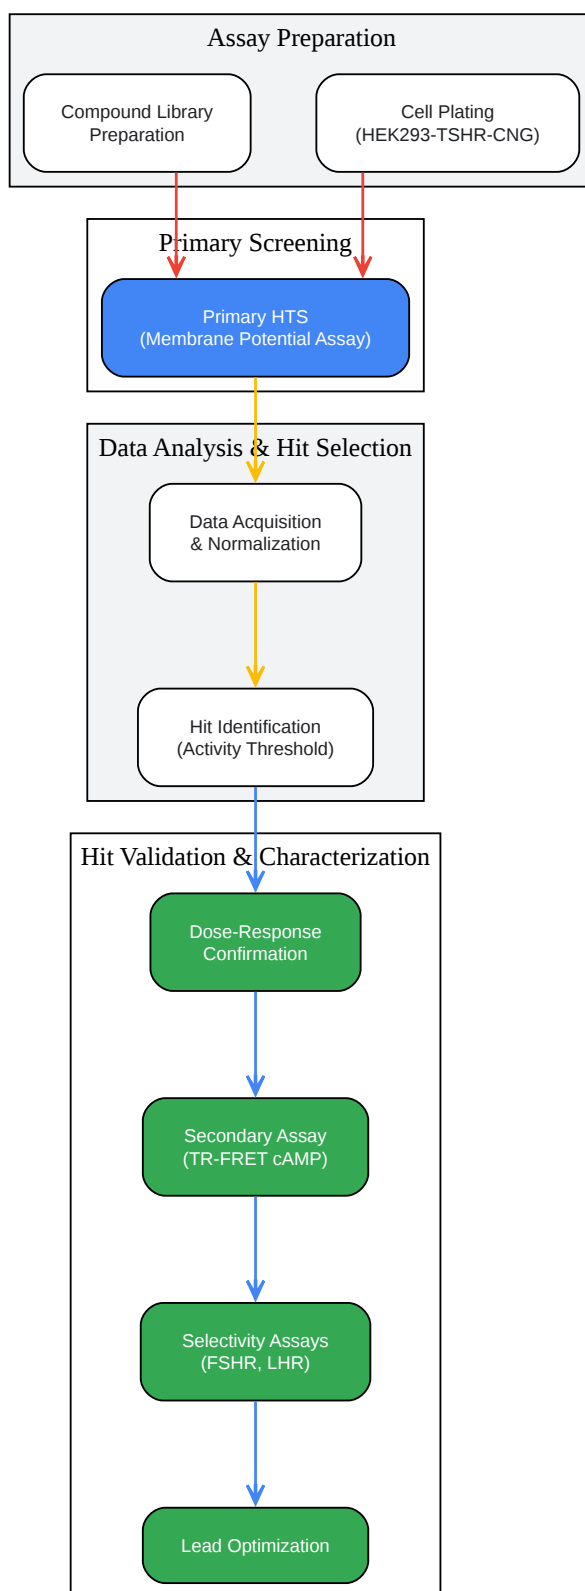 Assay Preparation
Compound Library
Preparation
Cell Plating
(HEK293-TSHR-CNG)
Primary Screening
Primary HTS
(Membrane Potential Assay)
Data Analysis & Hit Selection
Data Acquisition
& Normalization
Hit Identification
(Activity Threshold)
Hit Validation & Characterization
Dose-Response
Confirmation
Secondary Assay
(TR-FRET cAMP)
Selectivity Assays
(FSHR, LHR)
Lead Optimization